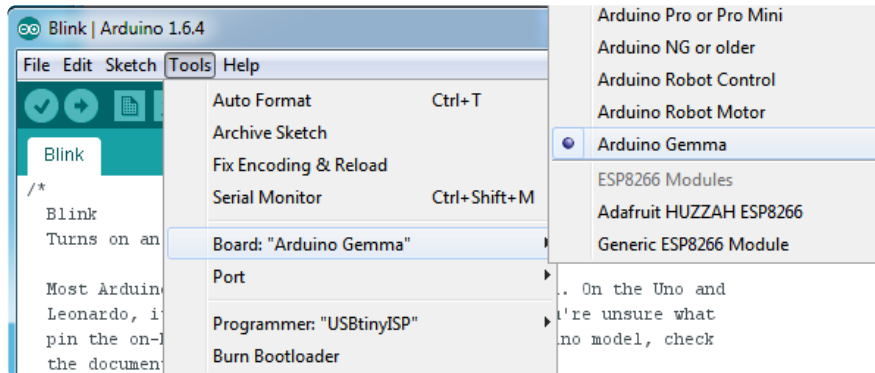 Blink | Arduino 1.6.4
File Edit Sketch Tools Help
Blink
/*
Blink
Turns on an
Most Arduin
Leonardo, i
pin the on-
the documen
Auto Format Ctrl+T
Archive Sketch
Fix Encoding & Reload
Serial Monitor Ctrl+Shift+M
Board: "Arduino Gemma"
Port
Programmer: "USBtinyISP"
Burn Bootloader
Arduino Pro or Pro Mini
Arduino NG or older
Arduino Robot Control
Arduino Robot Motor
Arduino Gemma
ESP8266 Modules
Adafruit HUZZAH ESP8266
Generic ESP8266 Module
. On the Uno and
're unsure what
no model, check